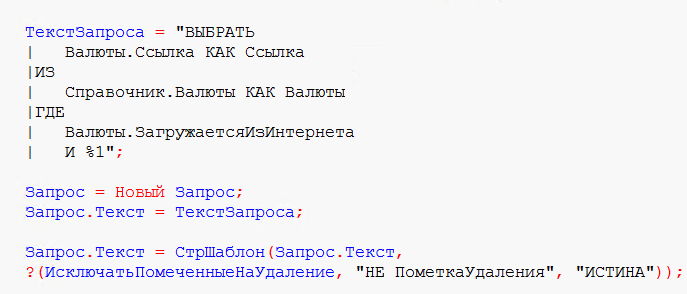 ТекстЗапроса = "ВЫБРАТЬ
|   Валюты.Ссылка КАК Ссылка
|ИЗ
|   Справочник.Валюты КАК Валюты
|ГДЕ
|   Валюты.ЗагружаетсяИзИнтернета
|   И %1";
Запрос = Новый Запрос;
Запрос.Текст = ТекстЗапроса;
Запрос.Текст = СтрШаблон(Запрос.Текст,
?(ИсключатьПомеченныеНаУдаление, "НЕ ПометкаУдаления", "ИСТИНА"));